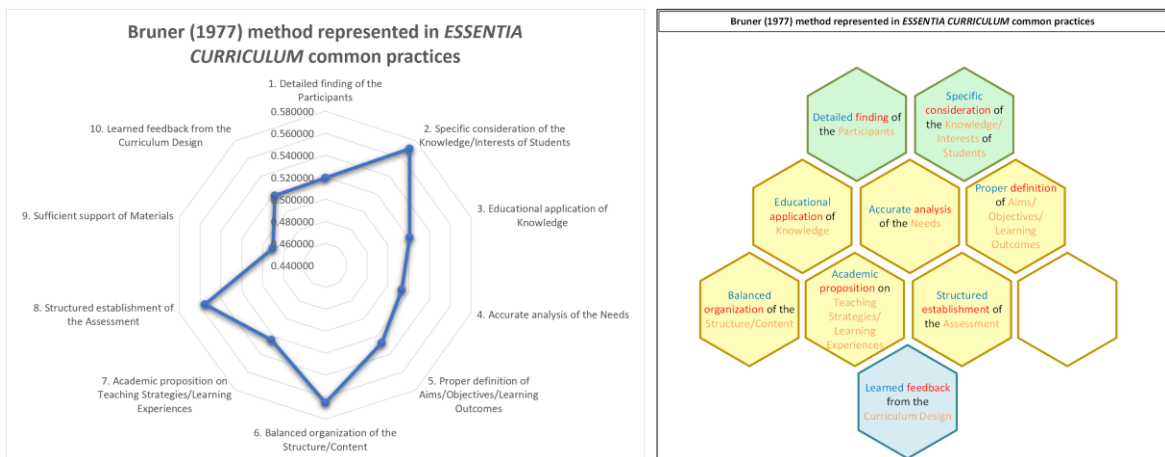 Bruner (1977) method represented in ESSENTIA
CURRICULUM common practices
1. Detailed finding of the
Participants
2. Specific consideration of the
Knowledge/Interests of Students
3. Educational application of
Knowledge
4. Accurate analysis of the Needs
5. Proper definition of
Aims/Objectives/Learning
Outcomes
6. Balanced organization of the
Structure/Content
7. Academic proposition on
Teaching Strategies/Learning
Experiences
8. Structured establishment of
the Assessment
9. Sufficient support of Materials
10. Learned feedback from the
Curriculum Design
0.580000
0.560000
0.540000
0.520000
0.500000
0.480000
0.460000
0.440000
Bruner (1977) method represented in ESSENTIA CURRICULUM common practices
Detailed finding of
the Participants
Specific
consideration of
the Knowledge/
Interests of
Students
Educational
application of
Knowledge
Accurate analysis
of the Needs
Proper definition
of Aims/
Objectives/
Learning
Outcomes
Balanced
organization of the
Structure/Content
Academic
proposition on
Teaching
Strategies/
Learning
Experiences
Structured
establishment of
the Assessment
Learned feedback
from the
Curriculum Design